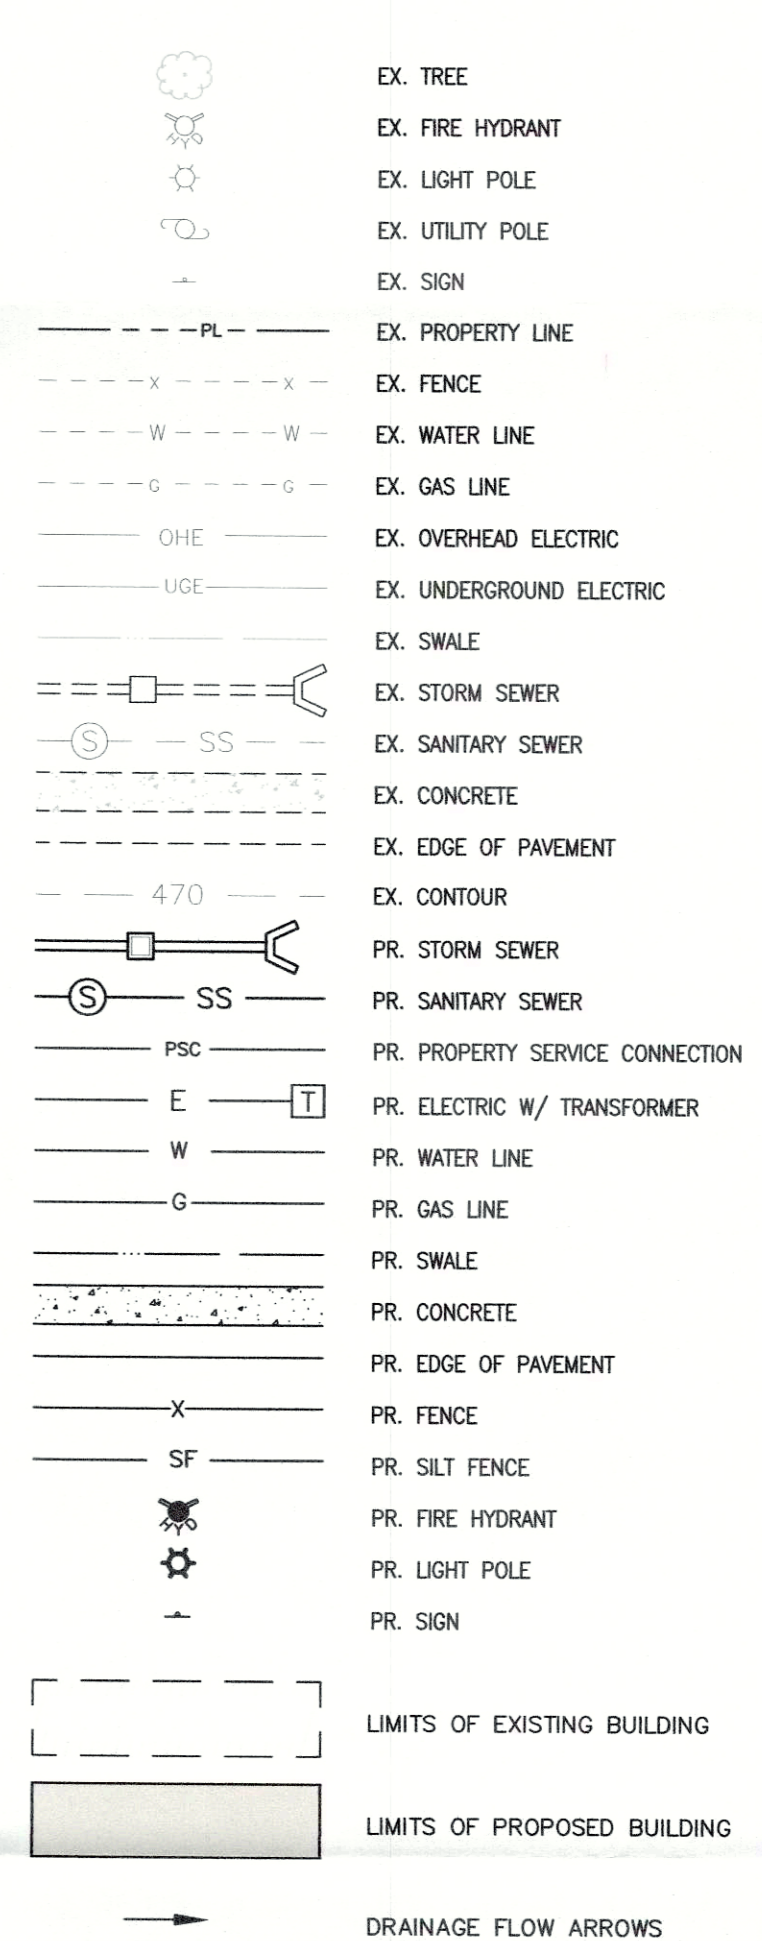 EX. TREE
HYD EX. FIRE HYDRANT
EX. LIGHT POLE
EX. UTILITY POLE
EX. SIGN
PL EX. PROPERTY LINE
X X EX. FENCE
W W EX. WATER LINE
G G EX. GAS LINE
OHE EX. OVERHEAD ELECTRIC
UGE EX. UNDERGROUND ELECTRIC
EX. SWALE
EX. STORM SEWER
S SS EX. SANITARY SEWER
EX. CONCRETE
EX. EDGE OF PAVEMENT
470 EX. CONTOUR
PR. STORM SEWER
S SS PR. SANITARY SEWER
PSC PR. PROPERTY SERVICE CONNECTION
E T PR. ELECTRIC W/ TRANSFORMER
W PR. WATER LINE
G PR. GAS LINE
PR. SWALE
PR. CONCRETE
PR. EDGE OF PAVEMENT
X PR. FENCE
SF PR. SILT FENCE
HYD PR. FIRE HYDRANT
PR. LIGHT POLE
PR. SIGN
LIMITS OF EXISTING BUILDING
LIMITS OF PROPOSED BUILDING
DRAINAGE FLOW ARROWS